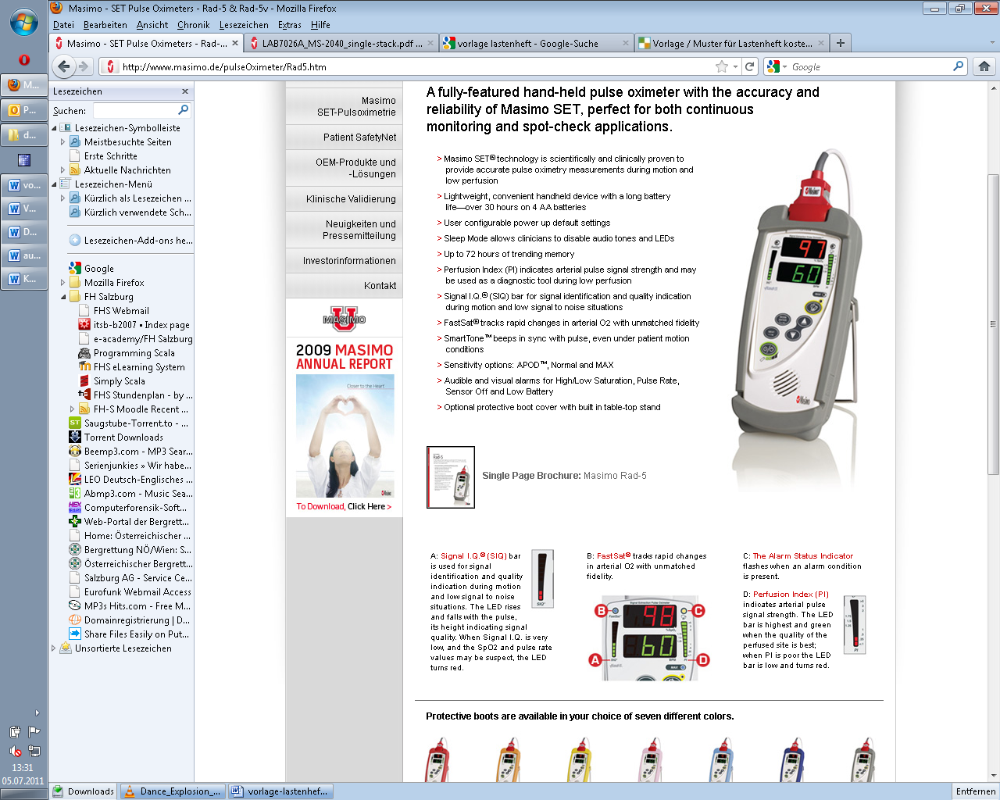 Masimo - SET Pulse Oximeters - Rad-5 & Rad-5v - Mozilla Firefox
Datei Bearbeiten Ansicht Chronik Lesezeichen Extras Hilfe
Masimo - SET Pulse Oximeters - Rad-...
LAB7026A_MS-2040_single-stack.pdf ...
vorlage lastenheft - Google-Suche
Vorlage / Muster für Lastenheft koste...
http://www.masimo.de/pulseOximeter/Rad5.htm
Google
M...
P...
d...
vo...
V...
D...
au...
K...
13:31
05.07.2011
Lesezeichen
Suchen:
Lesezeichen-Symbolleiste
Meistbesuchte Seiten
Erste Schritte
Aktuelle Nachrichten
Lesezeichen-Menü
Kürzlich als Lesezeichen ...
Kürzlich verwendete Sch...
Lesezeichen-Add-ons he...
Google
Mozilla Firefox
FH Salzburg
FHS Webmail
itsb-b2007 • Index page
e-academy/FH Salzburg
Programming Scala
FHS eLearning System
Simply Scala
FHS Stundenplan - by ...
FH-S Moodle Recent ...
Saugstube-Torrent.to - ...
Torrent Downloads
Beemp3.com - MP3 Sear...
Serienjunkies » Wir habe...
LEO Deutsch-Englisches ...
Abmp3.com - Music Sea...
Computerforensik-Soft...
Web-Portal der Bergrett...
Home: Österreichischer ...
Bergrettung NÖ/Wien: S...
Österreichischer Bergrett...
Salzburg AG - Service Ce...
Eurofunk Webmail Access
MP3s Hits.com - Free M...
Domainregistrierung | D...
Share Files Easily on Put...
Unsortierte Lesezeichen
Masimo
SET-Pulsoximetrie
Patient SafetyNet
OEM-Produkte und
-Lösungen
Klinische Validierung
Neuigkeiten und
Pressemitteilung
Investorinformationen
Kontakt
MASIMO
2009 MASIMO
ANNUAL REPORT
Closer to the Heart
Masimo
To Download, Click Here >
A fully-featured hand-held pulse oximeter with the accuracy and
reliability of Masimo SET, perfect for both continuous
monitoring and spot-check applications.
> Masimo SET® technology is scientifically and clinically proven to
provide accurate pulse oximetry measurements during motion and
low perfusion
> Lightweight, convenient handheld device with a long battery
life—over 30 hours on 4 AA batteries
> User configurable power up default settings
> Sleep Mode allows clinicians to disable audio tones and LEDs
> Up to 72 hours of trending memory
> Perfusion Index (PI) indicates arterial pulse signal strength and may
be used as a diagnostic tool during low perfusion
> Signal I.Q.® (SIQ) bar for signal identification and quality indication
during motion and low signal to noise situations
> FastSat® tracks rapid changes in arterial O2 with unmatched fidelity
> SmartTone™ beeps in sync with pulse, even under patient motion
conditions
> Sensitivity options: APOD™, Normal and MAX
> Audible and visual alarms for High/Low Saturation, Pulse Rate,
Sensor Off and Low Battery
> Optional protective boot cover with built in table-top stand
Masimo
97
60
Masimo
Rad-5
Single Page Brochure: Masimo Rad-5
A: Signal I.Q.® (SIQ) bar
is used for signal
identification and quality
indication during motion
and low signal to noise
situations. The LED rises
and falls with the pulse,
its height indicating signal
quality. When Signal I.Q. is very
low, and the SpO2 and pulse rate
values may be suspect, the LED
turns red.
SIQ
B: FastSat® tracks rapid changes
in arterial O2 with unmatched
fidelity.
B
C
98
60
A
D
MAX
C: The Alarm Status Indicator
flashes when an alarm condition
is present.
D: Perfusion Index (PI)
indicates arterial pulse
signal strength. The LED
bar is highest and green
when the quality of the
perfused site is best;
when PI is poor the LED
bar is low and turns red.
PI
Protective boots are available in your choice of seven different colors.
Downloads
Dance_Explosion_...
vorlage-lastenhef...
Entfernen